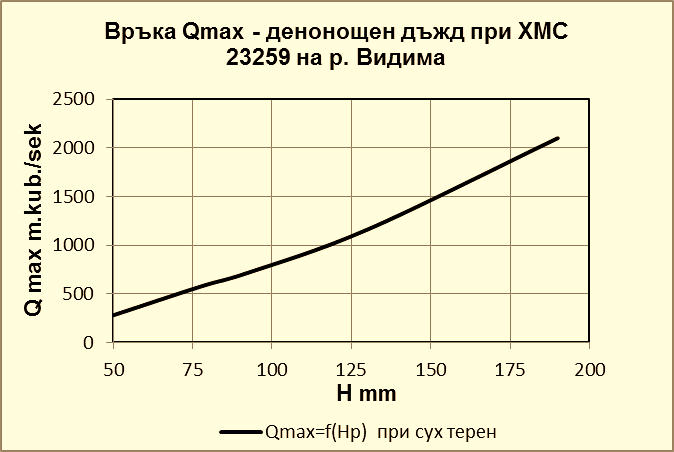 Връка Qmax - денонощен дъжд при ХМС
23259 на р. Видима
Q max m.kub./sek
2500
2000
1500
1000
500
0
50 75 100 125 150 175 200
H mm
Qmax=f(Hp) при сух терен